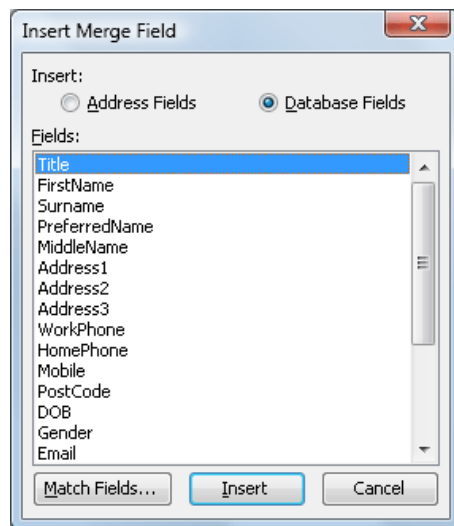 Insert Merge Field
Insert:
Address Fields Database Fields
Fields:
Title
FirstName
Surname
PreferredName
MiddleName
Address1
Address2
Address3
WorkPhone
HomePhone
Mobile
PostCode
DOB
Gender
Email
Match Fields... Insert Cancel